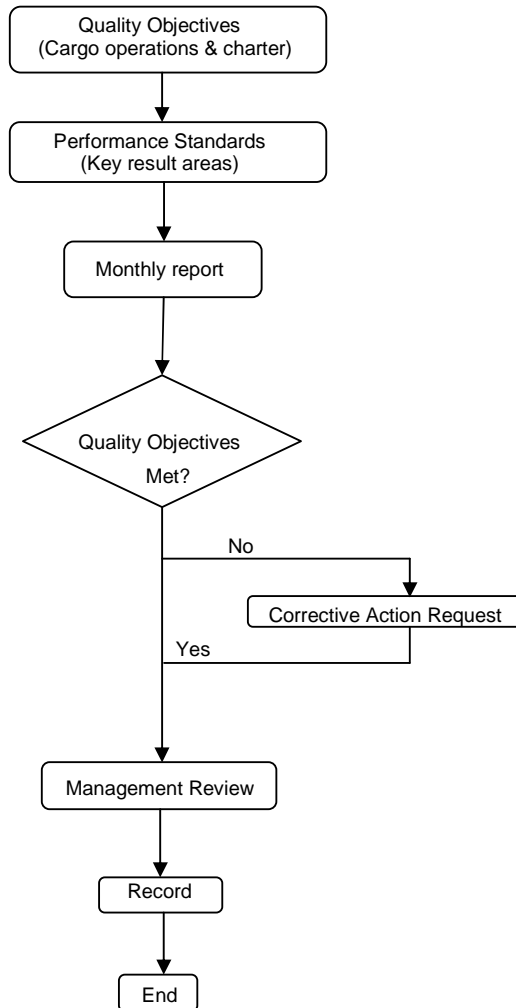 Quality Objectives
(Cargo operations & charter)
Performance Standards
(Key result areas)
Monthly report
Quality Objectives
Met?
No
Corrective Action Request
Yes
Management Review
Record
End